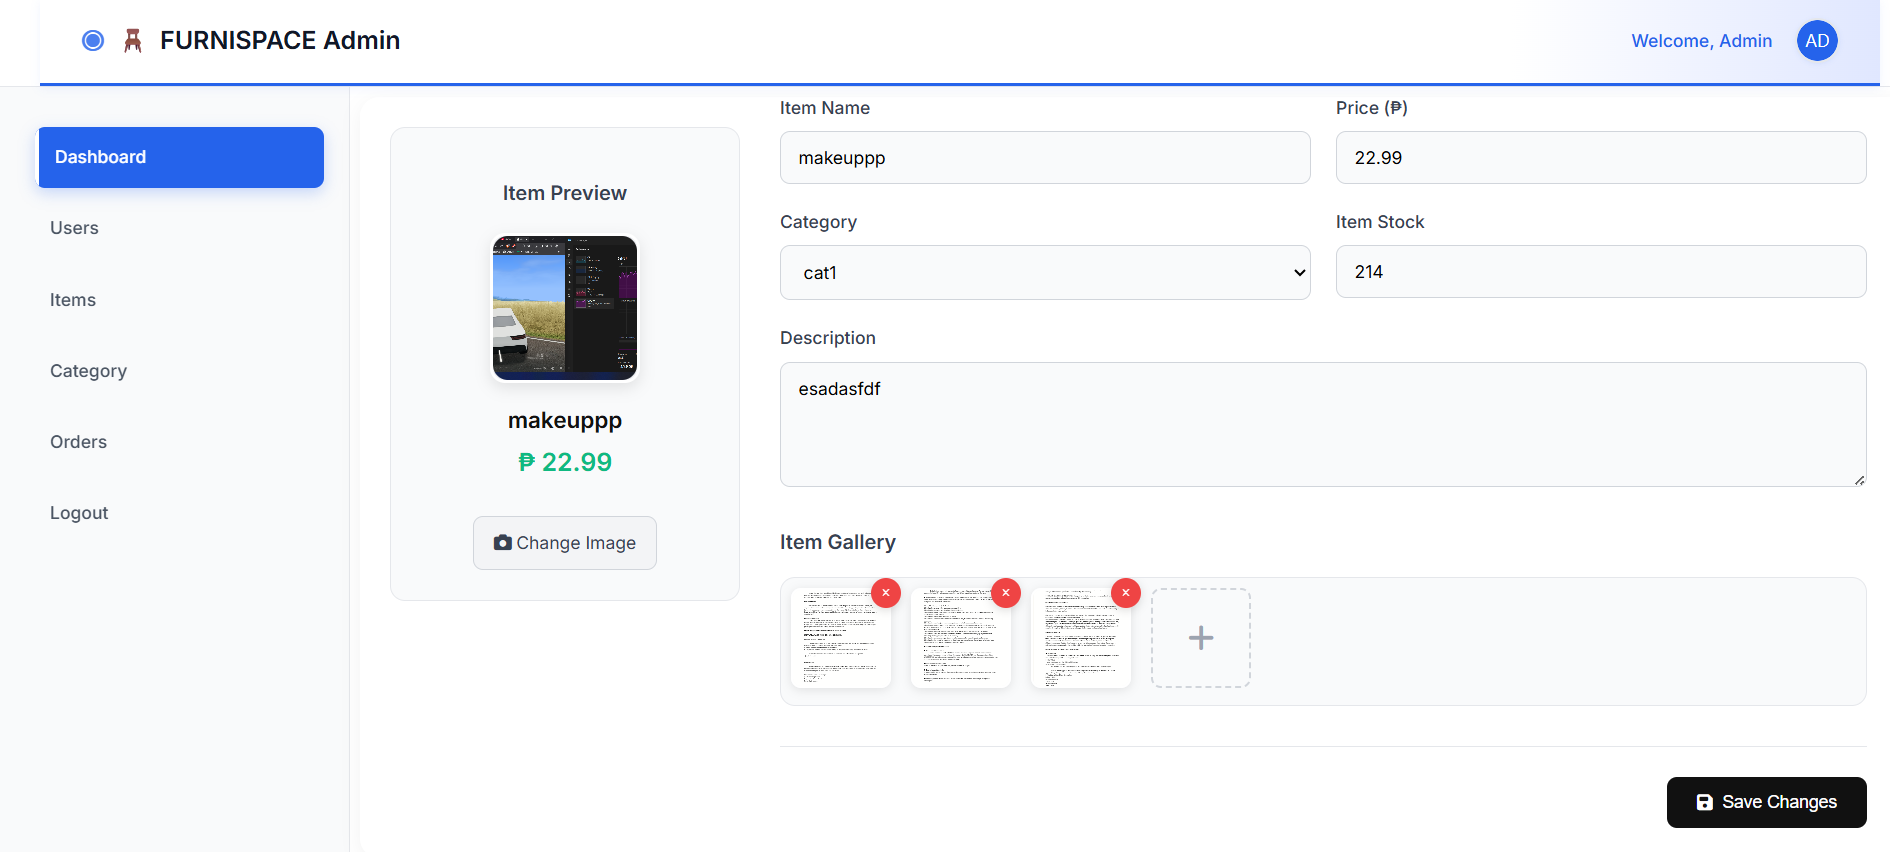 FURNISPACE Admin
Welcome, Admin
AD
Dashboard
Users
Items
Category
Orders
Logout
Item Preview
makeuppp
₱ 22.99
Change Image
Item Name
makeuppp
Price (₱)
22.99
Category
cat1
Item Stock
214
Description
esadasfdf
Item Gallery
×
×
×
+
Save Changes